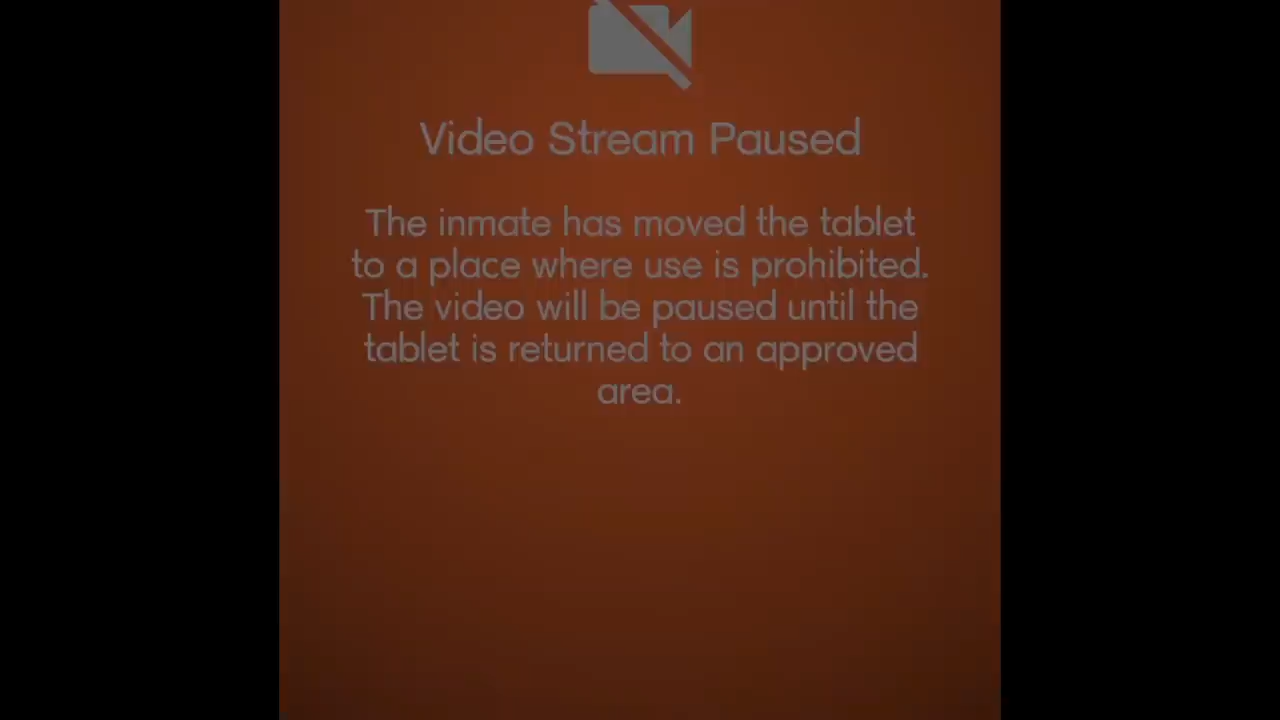 Video Stream Paused
The inmate has moved the tablet
to a place where use is prohibited.
The video will be paused until the
tablet is returned to an approved
area.